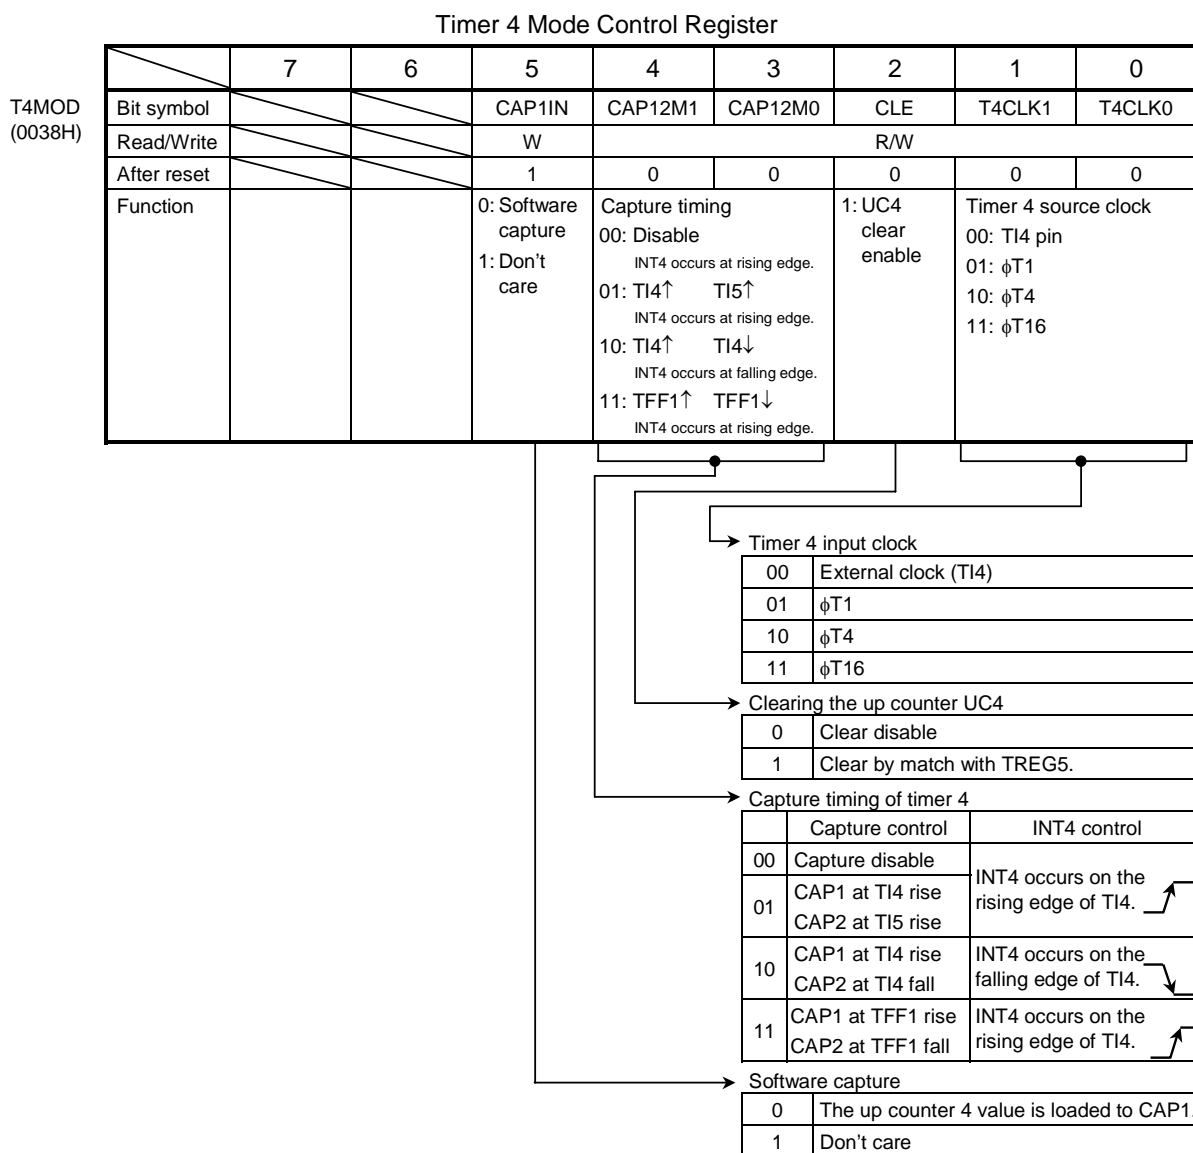 Timer 4 Mode Control Register
7 6 5 4 3 2 1 0
T4MOD
(0038H)
Bit symbol CAP1IN CAP12M1 CAP12M0 CLE T4CLK1 T4CLK0
Read/Write W R/W
After reset 1 0 0 0 0 0
Function
0: Software
capture
1: Don't
care
Capture timing
00: Disable
INT4 occurs at rising edge.
01: TI4↑ TI5↑
INT4 occurs at rising edge.
10: TI4↑ TI4↓
INT4 occurs at falling edge.
11: TFF1↑ TFF1↓
INT4 occurs at rising edge.
1: UC4
clear
enable
Timer 4 source clock
00: TI4 pin
01: ϕT1
10: ϕT4
11: ϕT16
Timer 4 input clock
00 External clock (TI4)
01 ϕT1
10 ϕT4
11 ϕT16
Clearing the up counter UC4
0 Clear disable
1 Clear by match with TREG5.
Capture timing of timer 4
Capture control INT4 control
00 Capture disable
01 CAP1 at TI4 rise
CAP2 at TI5 rise
INT4 occurs on the
rising edge of TI4.
10 CAP1 at TI4 rise
CAP2 at TI4 fall
INT4 occurs on the
falling edge of TI4.
11 CAP1 at TFF1 rise
CAP2 at TFF1 fall
INT4 occurs on the
rising edge of TI4.
Software capture
0 The up counter 4 value is loaded to CAP1.
1 Don't care